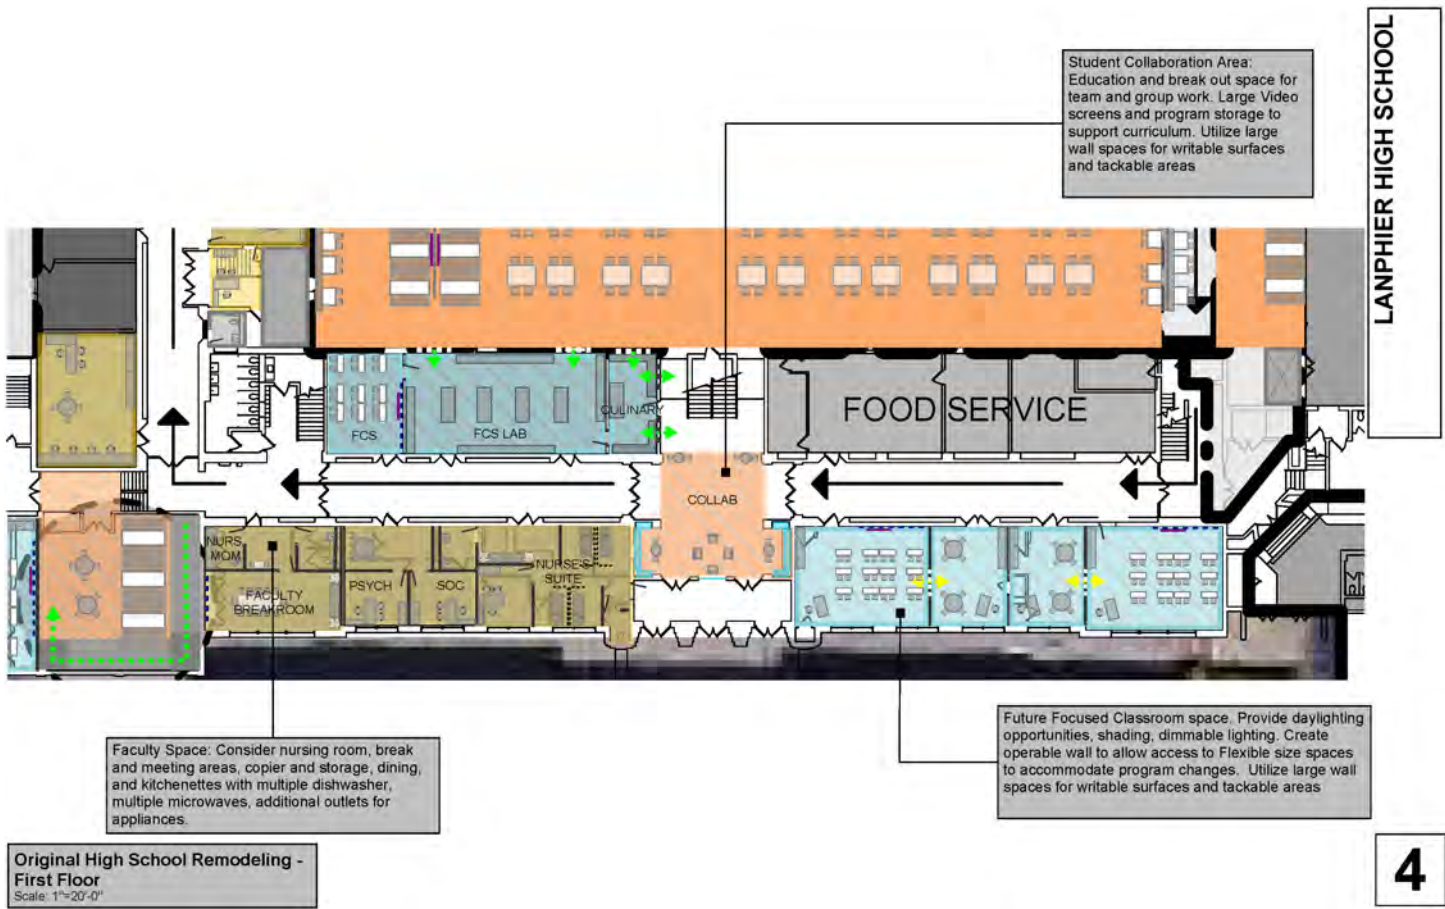 LANPHIER HIGH SCHOOL
Student Collaboration Area:
Education and break out space for
team and group work. Large Video
screens and program storage to
support curriculum. Utilize large
wall spaces for writable surfaces
and tackable areas
FCS
FCS LAB
CULINARY
FOOD SERVICE
COLLAB
NURS
MOM
FACULTY
BREAKROOM
PSYCH
SOC
NURSES
SUITE
Faculty Space: Consider nursing room, break
and meeting areas, copier and storage, dining,
and kitchenettes with multiple dishwasher,
multiple microwaves, additional outlets for
appliances.
Future Focused Classroom space. Provide daylighting
opportunities, shading, dimmable lighting. Create
operable wall to allow access to Flexible size spaces
to accommodate program changes. Utilize large wall
spaces for writable surfaces and tackable areas
Original High School Remodeling -
First Floor
Scale: 1"=20'-0"
4